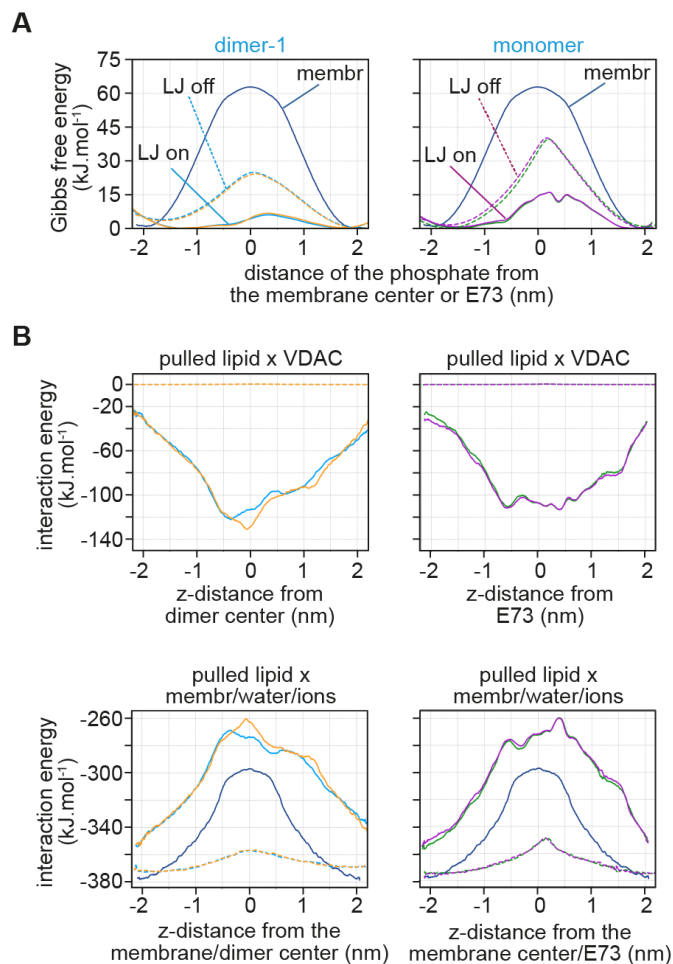 A
dimer-1
monomer
Gibbs free energy
(kJ.mol-1)
75
60
45
30
15
0
LJ off
membr
LJ on
-2 -1 0 1 2
LJ off
membr
LJ on
-2 -1 0 1 2
distance of the phosphate from
the membrane center or E73 (nm)
B
pulled lipid x VDAC
pulled lipid x VDAC
interaction energy
(kJ.mol-1)
0
-20
-60
-100
-140
-2 -1 0 1 2
-2 -1 0 1 2
z-distance from
dimer center (nm)
z-distance from
E73 (nm)
pulled lipid x
membr/water/ions
pulled lipid x
membr/water/ions
interaction energy
(kJ.mol-1)
-260
-300
-340
-380
-2 -1 0 1 2
-2 -1 0 1 2
z-distance from the
membrane/dimer center (nm)
z-distance from the
membrane center/E73 (nm)